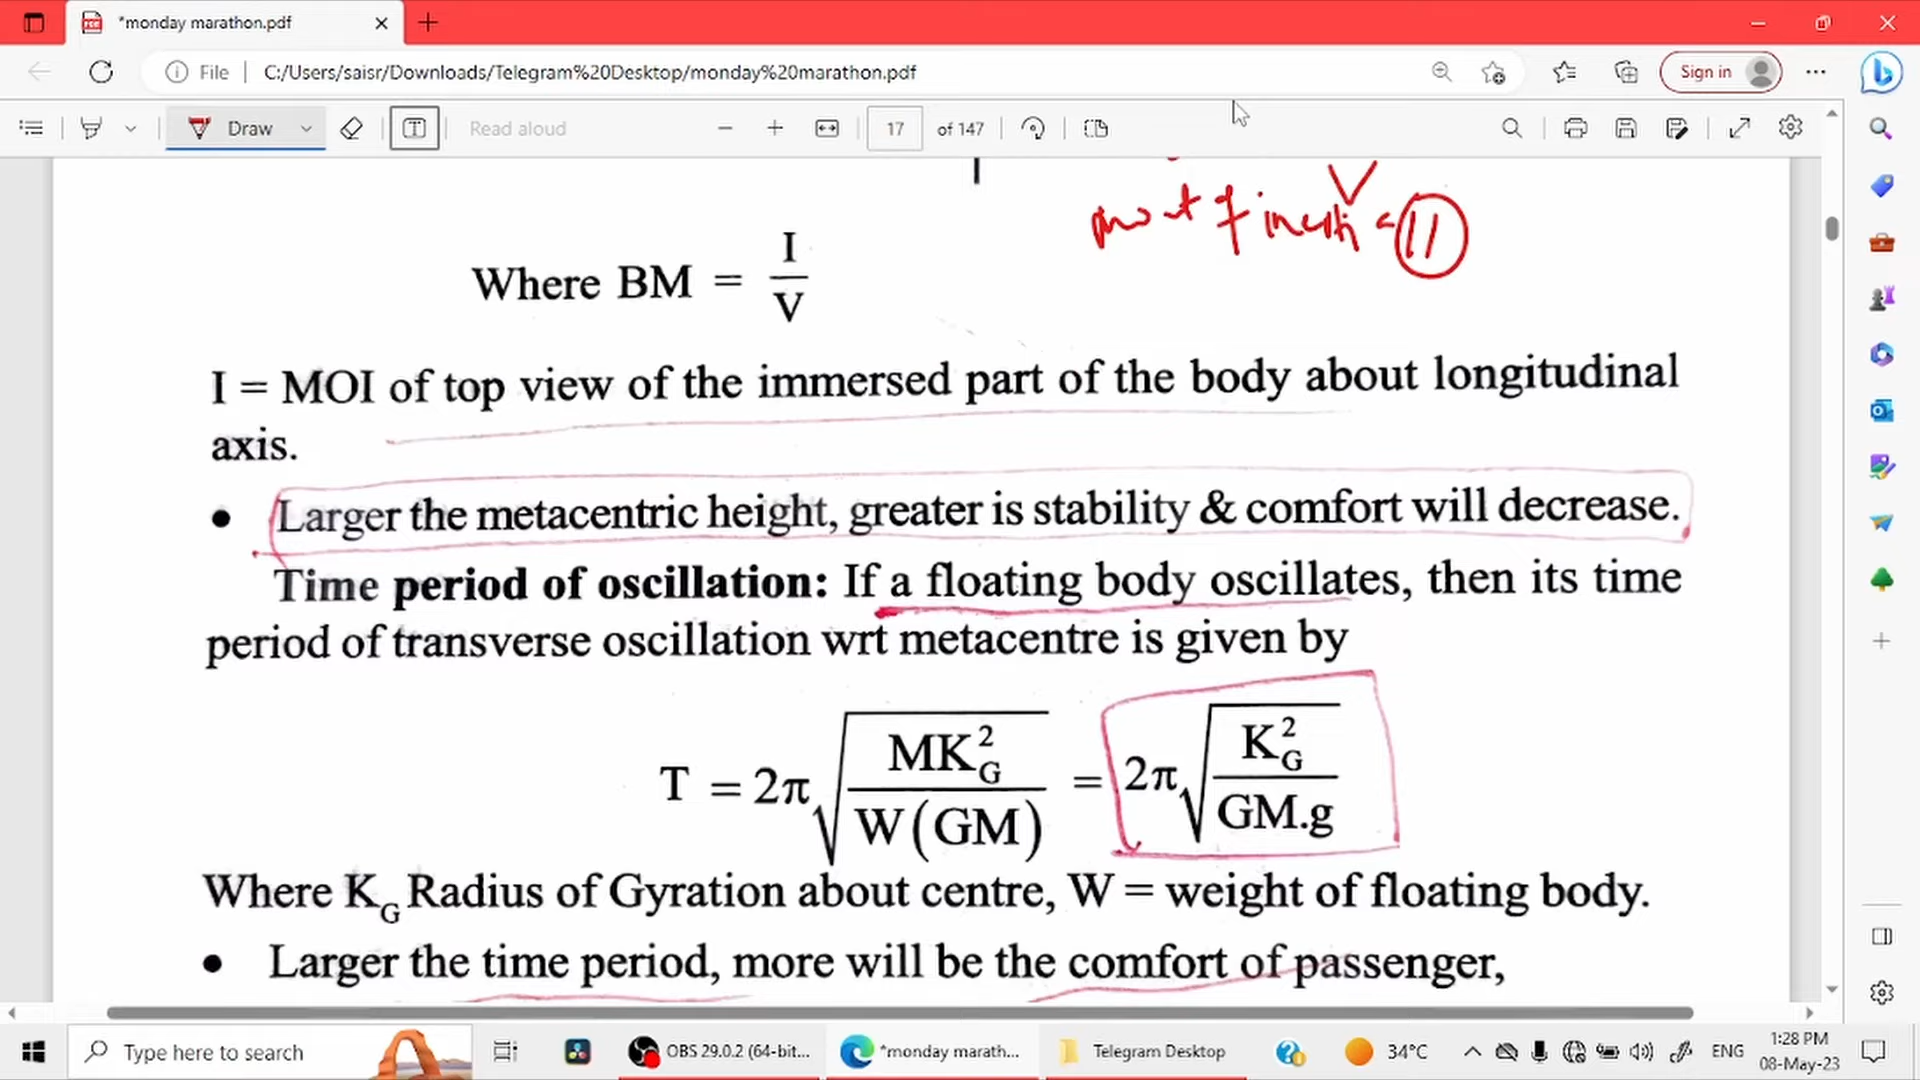 *monday marathon.pdf
File
C:/Users/saisr/Downloads/Telegram%20Desktop/monday%20marathon.pdf
Sign in
Draw
Read aloud
17 of 147
V
Where BM = I/V
I = MOI of top view of the immersed part of the body about longitudinal
axis.
• Larger the metacentric height, greater is stability & comfort will decrease.
Time period of oscillation: If a floating body oscillates, then its time
period of transverse oscillation wrt metacentre is given by
T = 2π√(MK_G^2/W(GM)) = 2π√(K_G^2/GM.g)
Where K_G Radius of Gyration about centre, W = weight of floating body.
• Larger the time period, more will be the comfort of passenger,
Type here to search
OBS 29.0.2 (64-bit...
*monday marath...
Telegram Desktop
34°C
ENG
1:28 PM
08-May-23